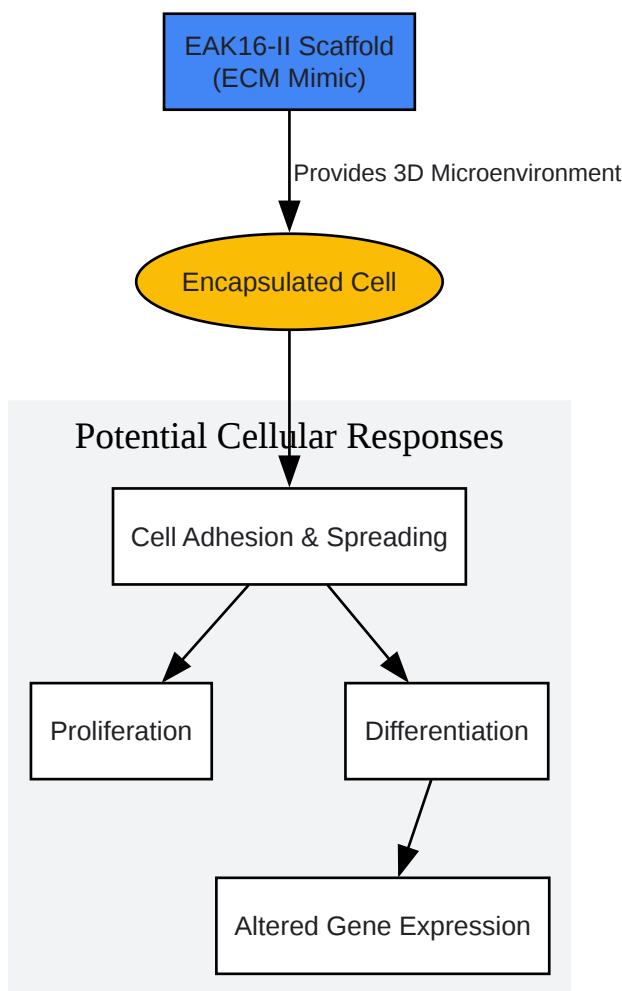 EAK16-II Scaffold
(ECM Mimic)
Provides 3D Microenvironment
Encapsulated Cell
Potential Cellular Responses
Cell Adhesion & Spreading
Proliferation
Differentiation
Altered Gene Expression